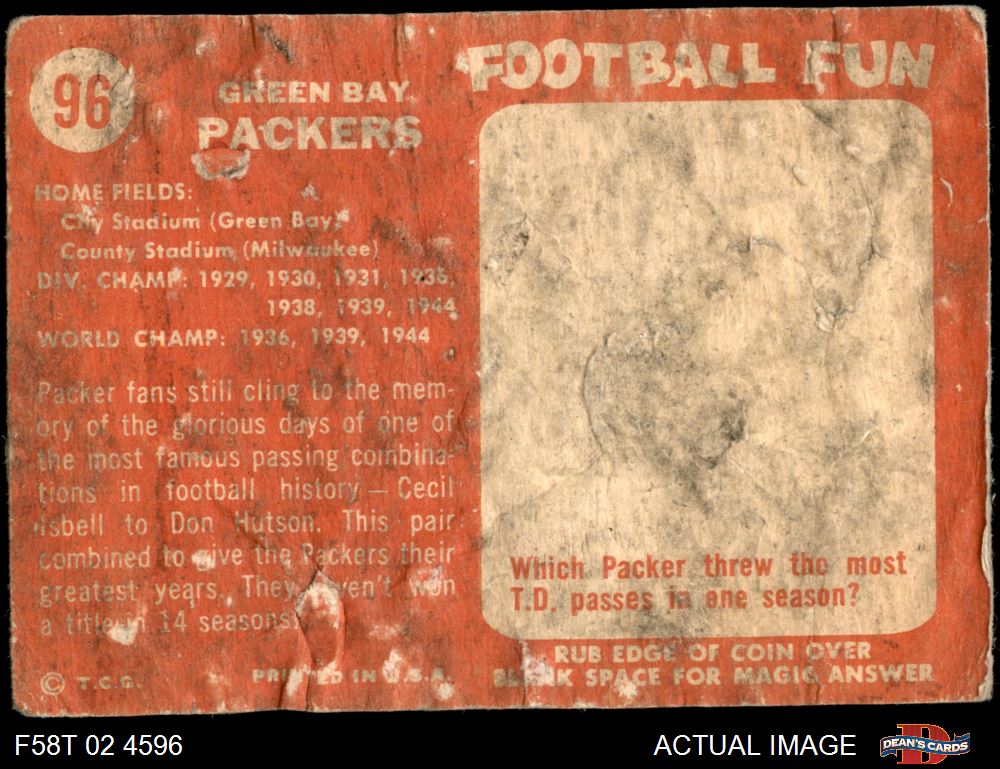 96
GREEN BAY
PACKERS
HOME FIELDS:
City Stadium (Green Bay)
County Stadium (Milwaukee)
DIV. CHAMP: 1929, 1930, 1931, 1936,
1938, 1939, 1944
WORLD CHAMP: 1936, 1939, 1944
Packer fans still cling to the mem-
ory of the glorious days of one of
the most famous passing combina-
tions in football history — Cecil
Isbell to Don Hutson. This pair
combined to give the Packers their
greatest years. They haven't won
a title in 14 seasons.
© T.C.G.
PRINTED IN U.S.A.
FOOTBALL FUN
Which Packer threw the most
T.D. passes in one season?
RUB EDGE OF COIN OVER
BLANK SPACE FOR MAGIC ANSWER
F58T 02 4596
ACTUAL IMAGE
DEAN'S CARDS